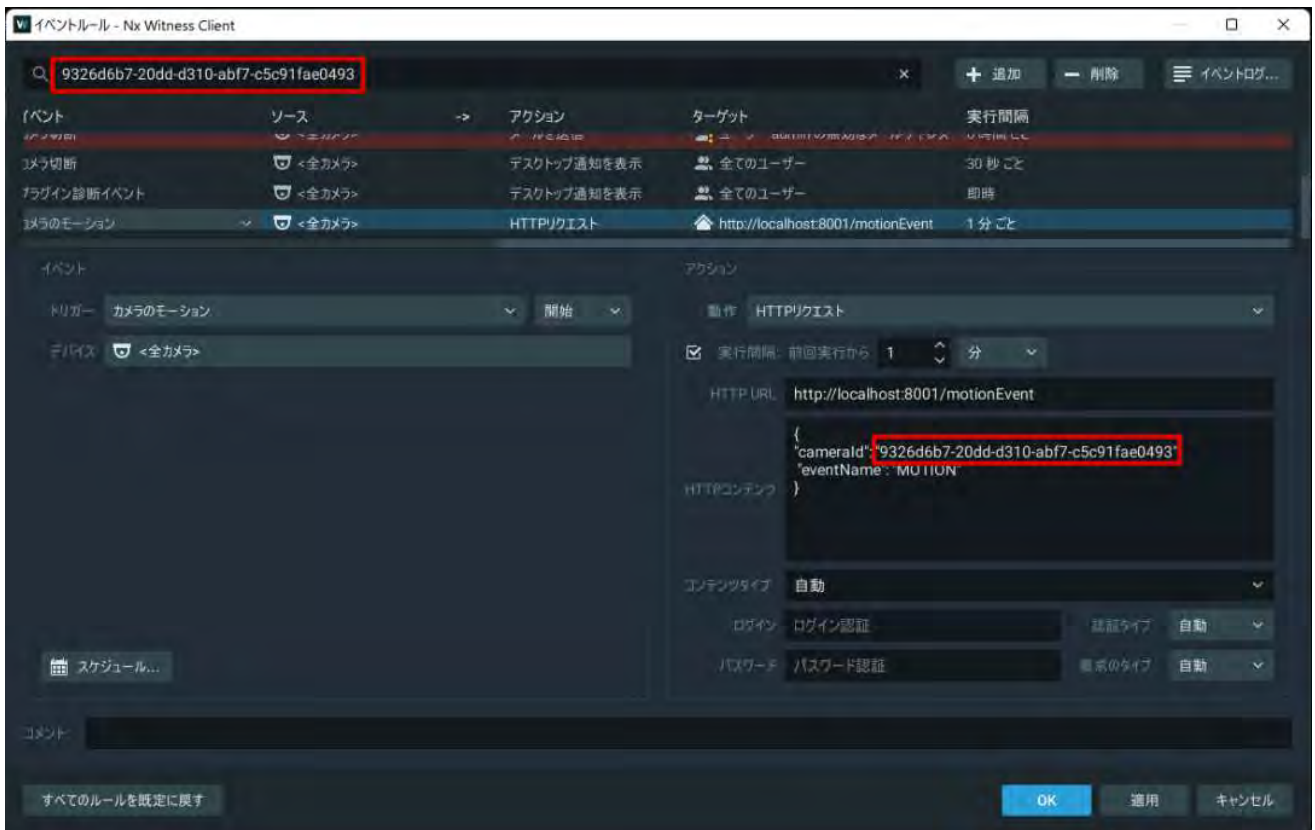 イベントルール - Nx Witness Client
9326d6b7-20dd-d310-abf7-c5c91fae0493 × + 追加 − 削除 イベントログ...
イベント ソース -> アクション ターゲット 実行間隔
カメラ切断 <全カメラ> メールを送信
カメラ切断 <全カメラ> デスクトップ通知を表示 全てのユーザー 30 秒 ごと
プラグイン診断イベント デスクトップ通知を表示 全てのユーザー 即時
カメラのモーション <全カメラ> HTTPリクエスト http://localhost:8001/motionEvent 1 分 ごと
イベント
トリガー カメラのモーション 開始
デバイス <全カメラ>
スケジュール...
アクション
動作 HTTPリクエスト
実行間隔: 前回実行から 1 分
HTTP URL http://localhost:8001/motionEvent
HTTPコンテンツ
{
"cameraId":"9326d6b7-20dd-d310-abf7-c5c91fae0493"
"eventName": "MOTION"
}
コンテンツタイプ 自動
ログイン ログイン認証 認証タイプ 自動
パスワード パスワード認証 要求のタイプ 自動
コメント
すべてのルールを既定に戻す OK 適用 キャンセル